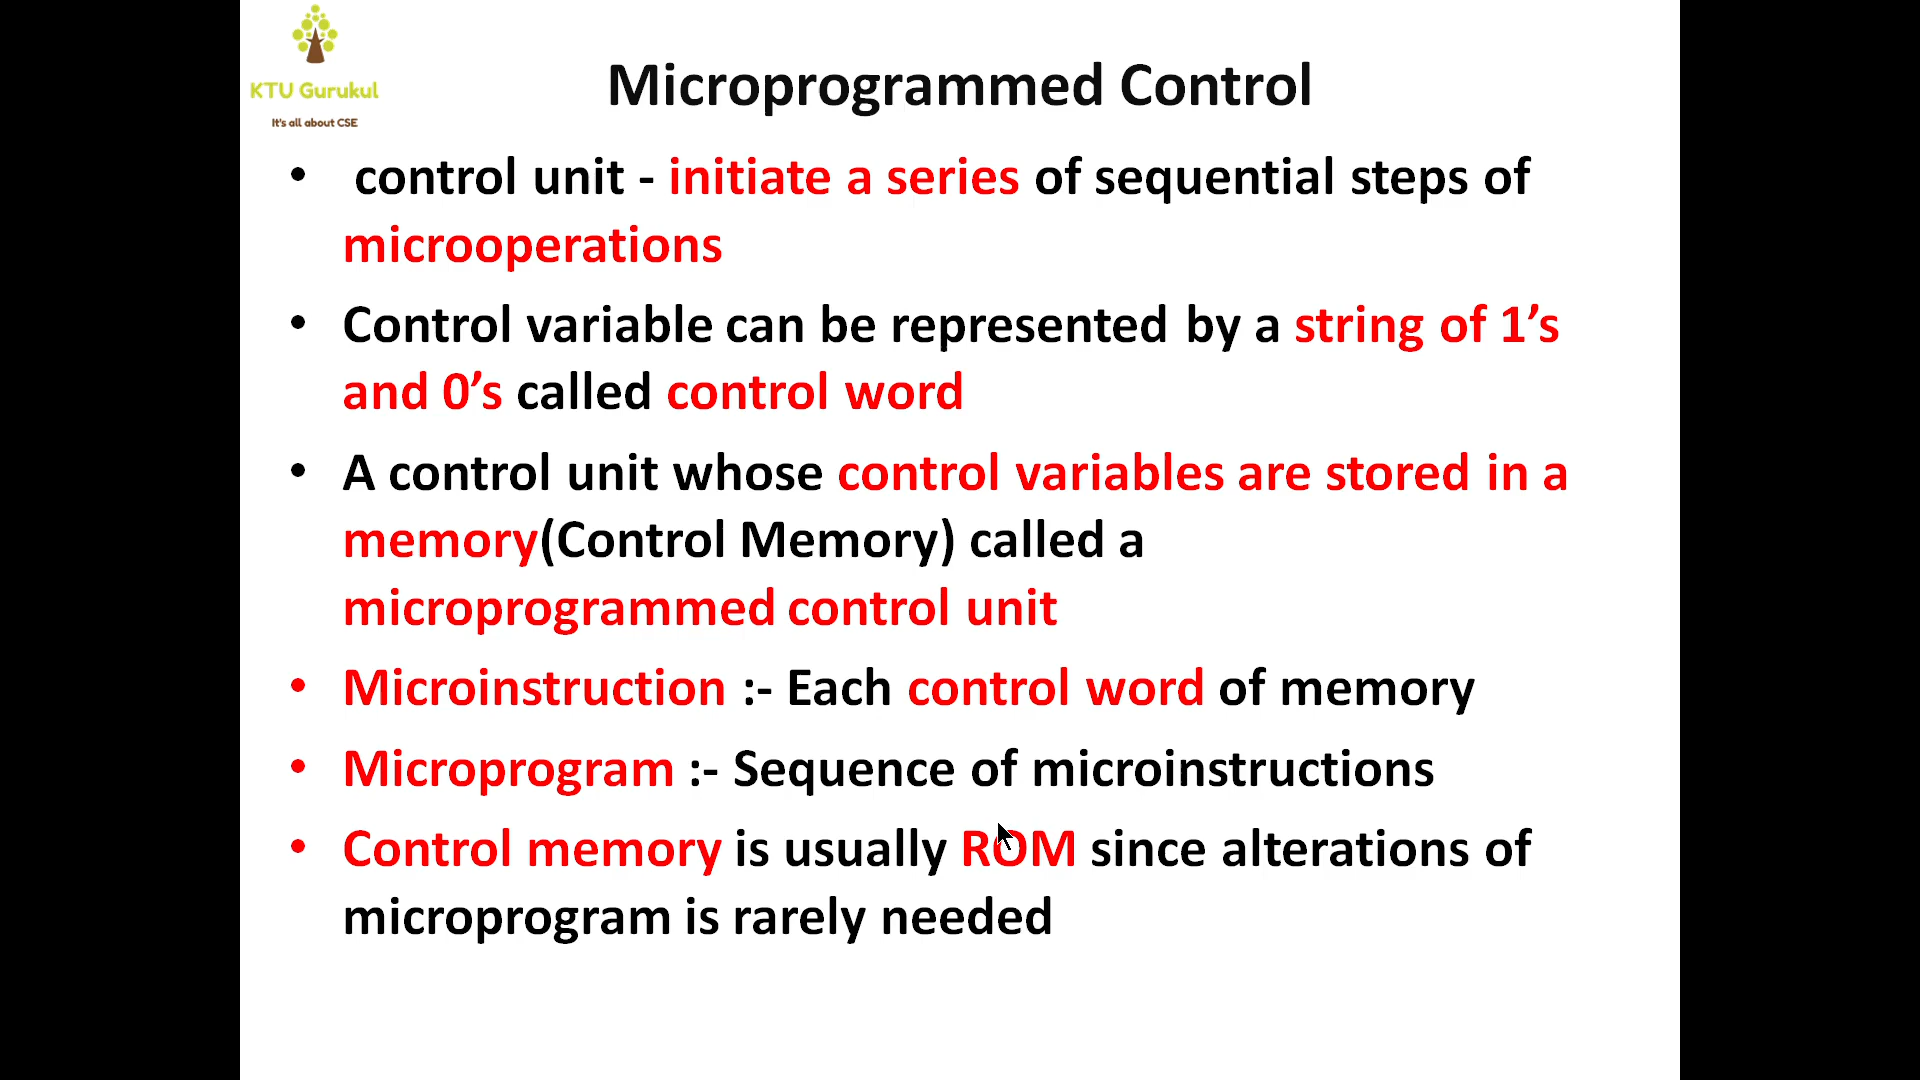 KTU Gurukul
It's all about CSE
Microprogrammed Control
• control unit - initiate a series of sequential steps of
microoperations
• Control variable can be represented by a string of 1’s
and 0’s called control word
• A control unit whose control variables are stored in a
memory(Control Memory) called a
microprogrammed control unit
• Microinstruction :- Each control word of memory
• Microprogram :- Sequence of microinstructions
• Control memory is usually ROM since alterations of
microprogram is rarely needed